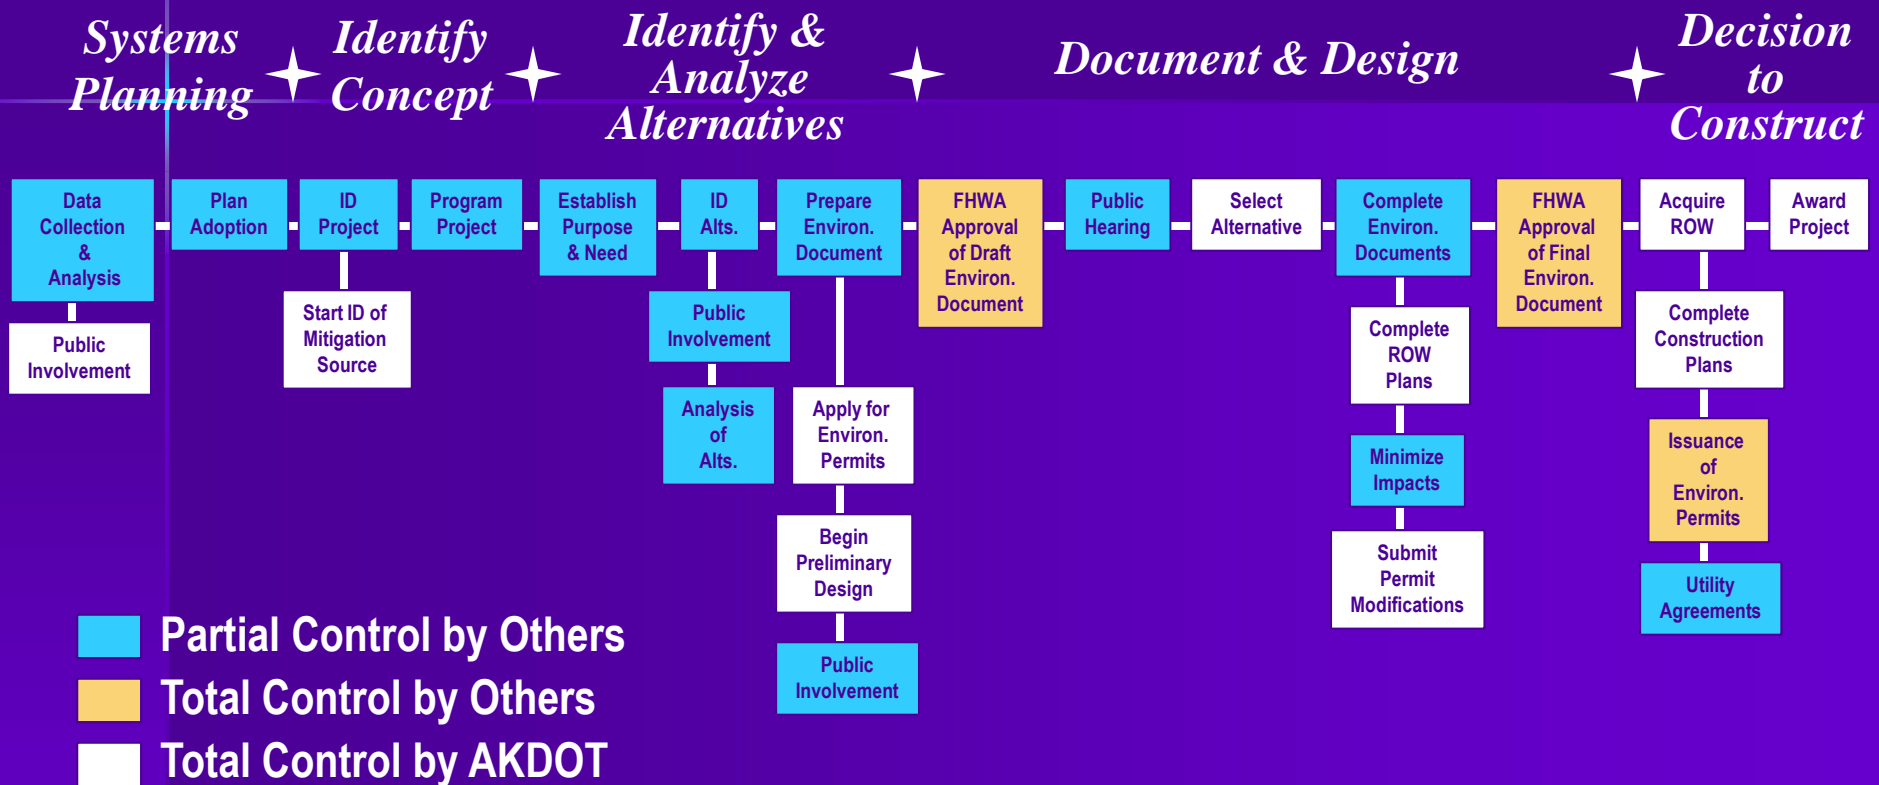 Systems
Planning
Identify
Concept
Identify &
Analyze
Alternatives
Document & Design
Decision
to
Construct
Data
Collection
&
Analysis
Public
Involvement
Plan
Adoption
ID
Project
Start ID of
Mitigation
Source
Program
Project
Establish
Purpose
& Need
ID
Alts.
Public
Involvement
Analysis
of
Alts.
Prepare
Environ.
Document
Apply for
Environ.
Permits
Begin
Preliminary
Design
Public
Involvement
FHWA
Approval
of Draft
Environ.
Document
Public
Hearing
Select
Alternative
Complete
Environ.
Documents
Complete
ROW
Plans
Minimize
Impacts
Submit
Permit
Modifications
FHWA
Approval
of Final
Environ.
Document
Acquire
ROW
Complete
Construction
Plans
Issuance
of
Environ.
Permits
Utility
Agreements
Award
Project
Partial Control by Others
Total Control by Others
Total Control by AKDOT